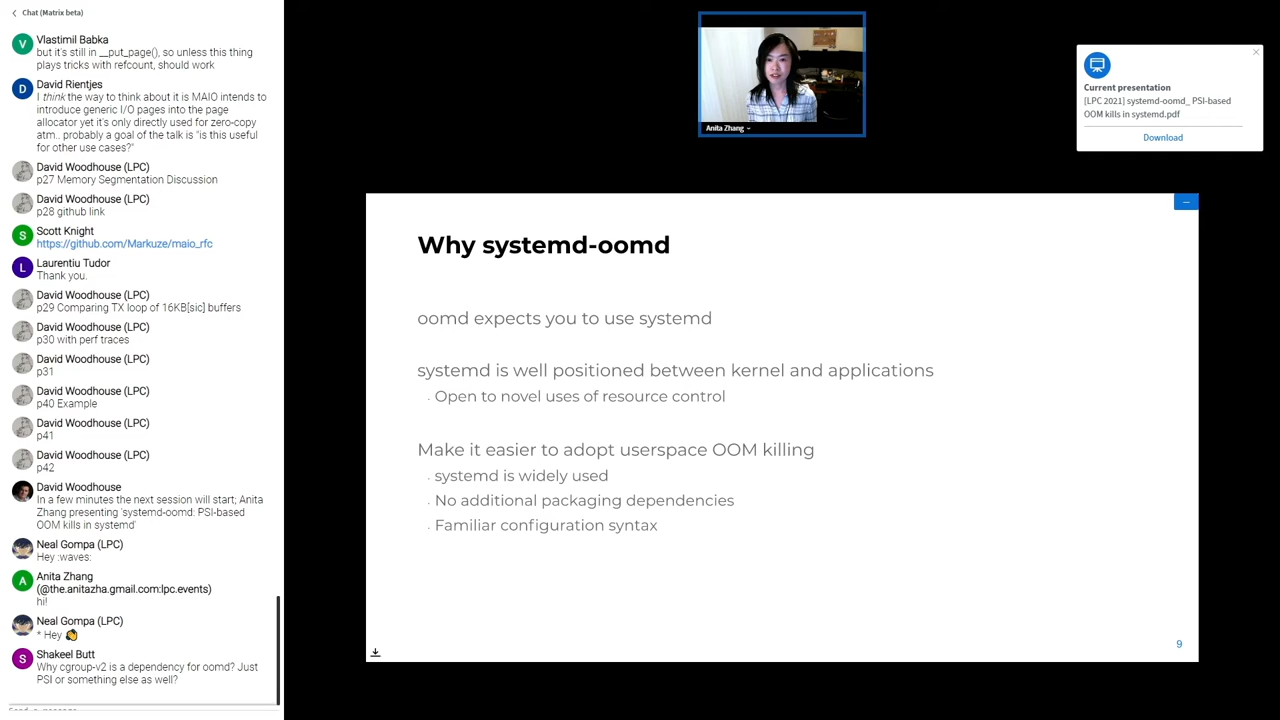 Chat (Matrix beta)
Vlastimil Babka
but it's still in __put_page(), so unless this thing
plays tricks with refcount, should work
David Rientjes
I think the way to think about it is MAIO intends to
introduce generic I/O pages into the page
allocator yet it's only directly used for zero-copy
atm.. probably a goal of the talk is "is this useful
for other use cases?"
David Woodhouse (LPC)
p27 Memory Segmentation Discussion
David Woodhouse (LPC)
p28 github link
Scott Knight
https://github.com/Markuze/maio_rfc
Laurentiu Tudor
Thank you.
David Woodhouse (LPC)
p29 Comparing TX loop of 16KB[sic] buffers
David Woodhouse (LPC)
p30 with perf traces
David Woodhouse (LPC)
p31
David Woodhouse (LPC)
p40 Example
David Woodhouse (LPC)
p41
David Woodhouse (LPC)
p42
David Woodhouse
In a few minutes the next session will start; Anita
Zhang presenting 'systemd-oomd: PSI-based
OOM kills in systemd'
Neal Gompa (LPC)
Hey :waves:
Anita Zhang
(@the.anitazha.gmail.com:lpc.events)
hi!
Neal Gompa (LPC)
* Hey 👋
Shakeel Butt
Why cgroup-v2 is a dependency for oomd? Just
PSI or something else as well?
Anita Zhang
Current presentation
[LPC 2021] systemd-oomd_ PSI-based
OOM kills in systemd.pdf
Download
Why systemd-oomd
oomd expects you to use systemd
systemd is well positioned between kernel and applications
· Open to novel uses of resource control
Make it easier to adopt userspace OOM killing
· systemd is widely used
· No additional packaging dependencies
· Familiar configuration syntax
9